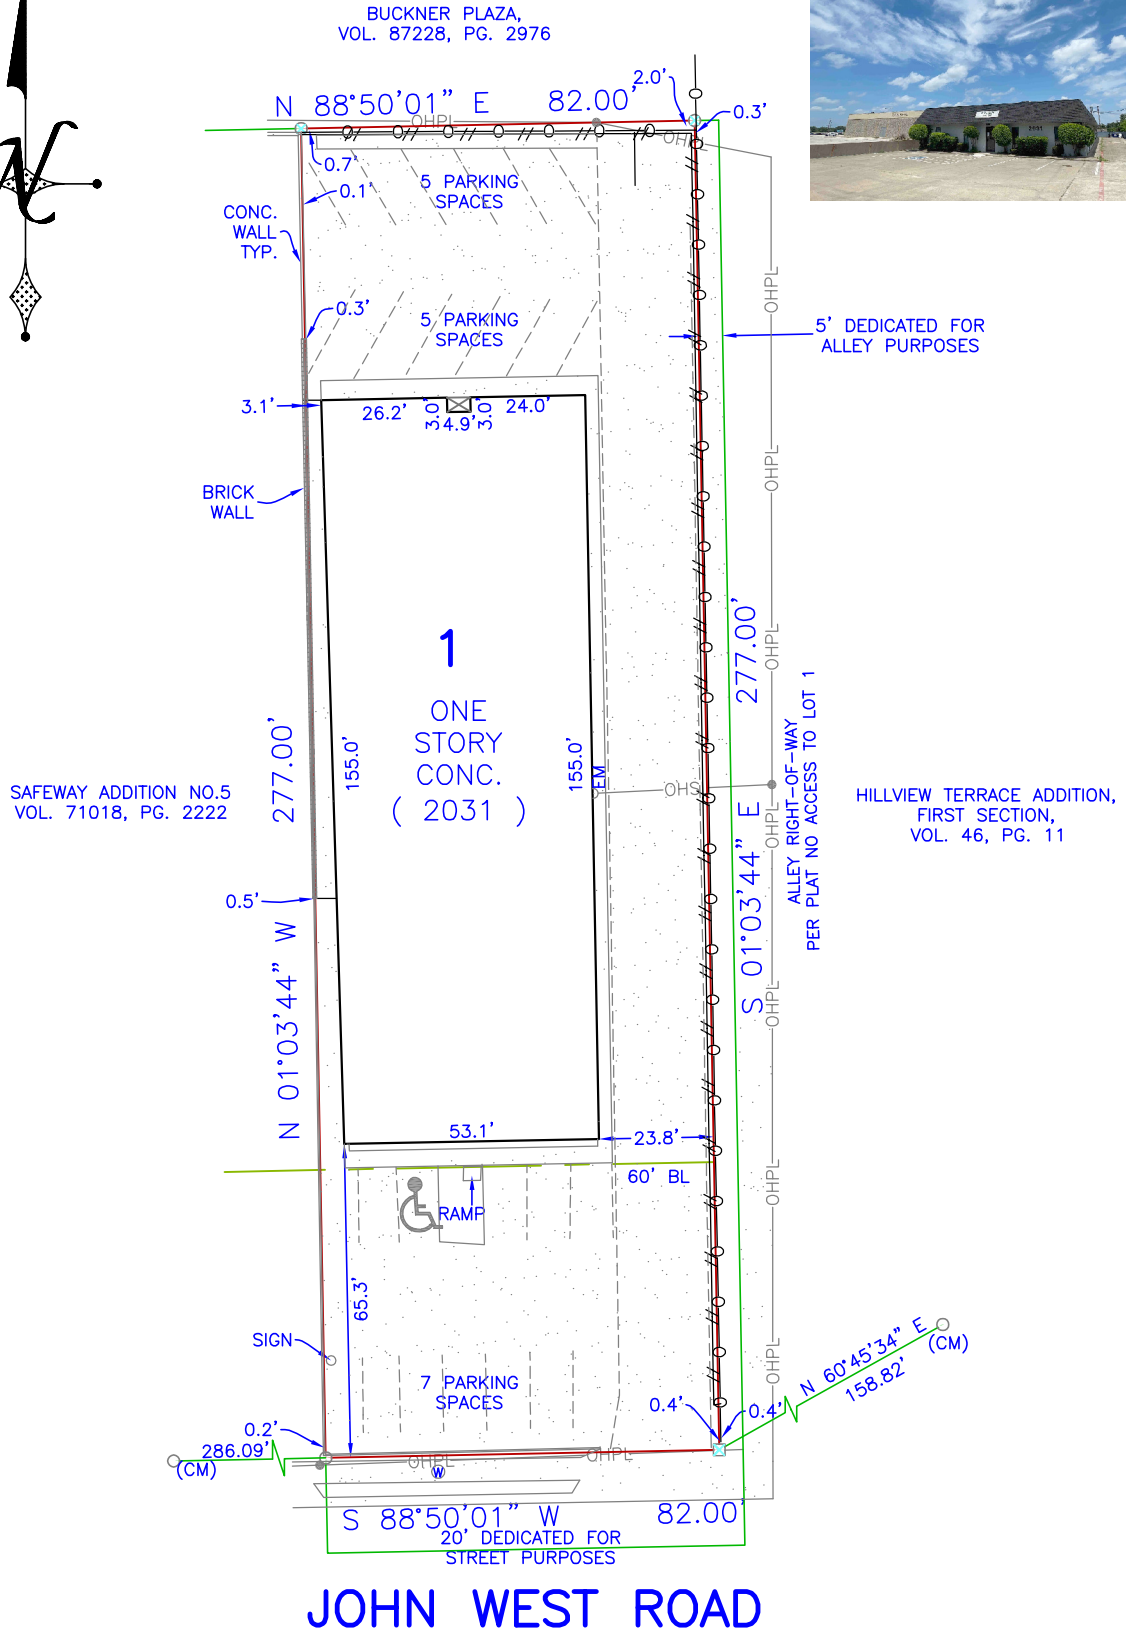 BUCKNER PLAZA,
VOL. 87228, PG. 2976
N 88°50'01" E 82.00'
2.0'
0.3'
OHPL
OHPL
0.7'
0.1'
5 PARKING
SPACES
CONC.
WALL
TYP.
0.3'
5 PARKING
SPACES
OHPL
5' DEDICATED FOR
ALLEY PURPOSES
3.1'
26.2'
3.0'
4.9'
3.0'
24.0'
OHPL
BRICK
WALL
1
ONE
STORY
CONC.
( 2031 )
155.0'
155.0'
EM
OHS
277.00'
N 01°03'44" W
277.00'
S 01°03'44" E
OHPL
ALLEY RIGHT-OF-WAY
PER PLAT NO ACCESS TO LOT 1
OHPL
SAFEWAY ADDITION NO.5
VOL. 71018, PG. 2222
HILLVIEW TERRACE ADDITION,
FIRST SECTION,
VOL. 46, PG. 11
0.5'
OHPL
53.1'
23.8'
60' BL
OHPL
RAMP
65.3'
SIGN
7 PARKING
SPACES
OHPL
N 60°45'34" E
158.82'
(CM)
0.4'
0.4'
0.2'
286.09'
(CM)
OHPL
OHPL
W
S 88°50'01" W 82.00'
20' DEDICATED FOR
STREET PURPOSES
JOHN WEST ROAD
2031